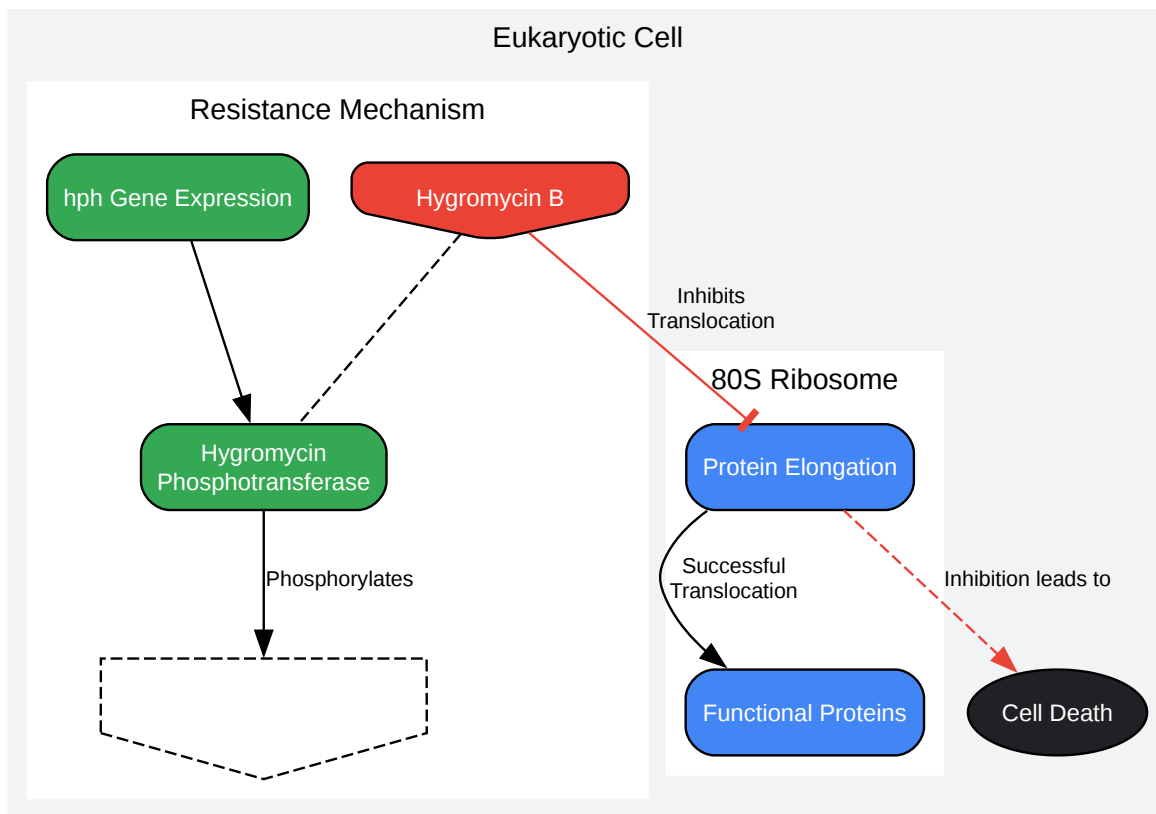 Eukaryotic Cell
Resistance Mechanism
hph Gene Expression
Hygromycin B
Inhibits
Translocation
80S Ribosome
Hygromycin
Phosphotransferase
Protein Elongation
Phosphorylates
Successful
Translocation
Inhibition leads to
Functional Proteins
Cell Death